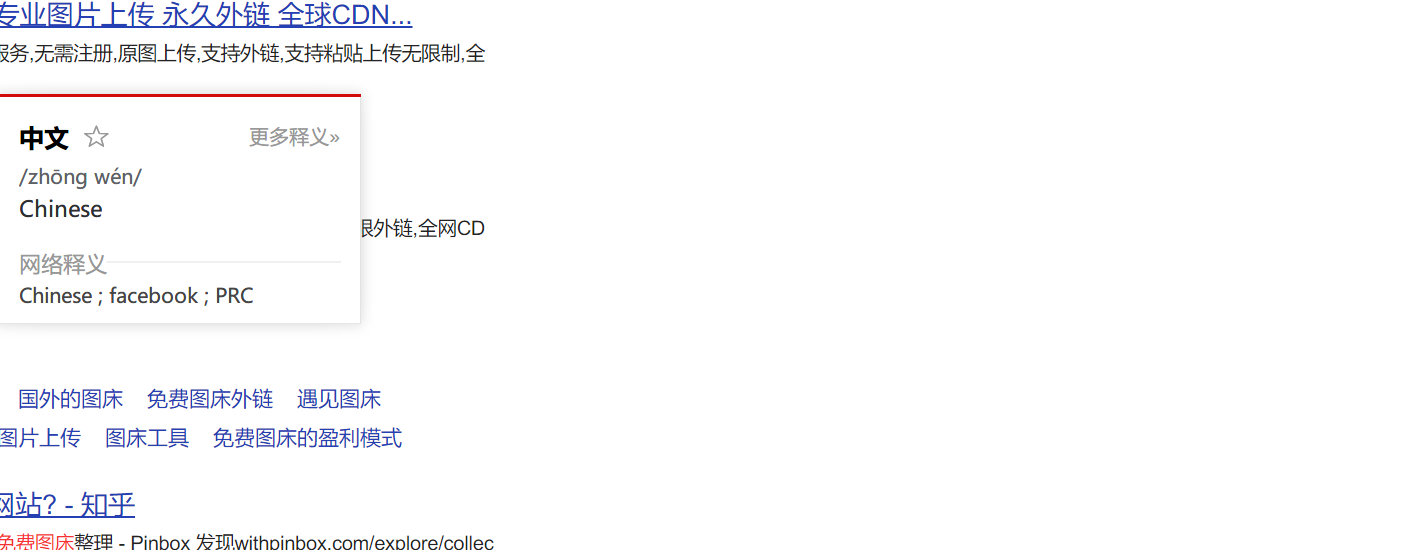 专业图片上传 永久外链 全球CDN...
服务,无需注册,原图上传,支持外链,支持粘贴上传无限制,全
中文 ☆ 更多释义»
/zhōng wén/
Chinese
限外链,全网CD
网络释义
Chinese ; facebook ; PRC
国外的图床 免费图床外链 遇见图床
图片上传 图床工具 免费图床的盈利模式
网站? - 知乎
免费图床整理 - Pinbox 发现withpinbox.com/explore/collec